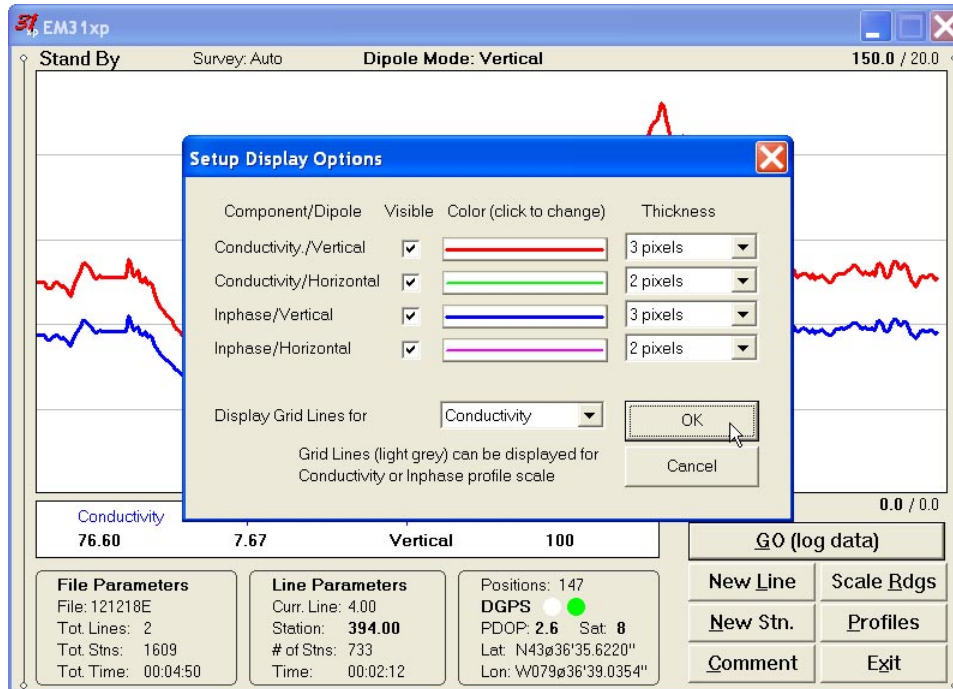 31xp EM31xp
Stand By Survey: Auto Dipole Mode: Vertical 150.0 / 20.0
Setup Display Options
Component/Dipole Visible Color (click to change) Thickness
Conductivity./Vertical 3 pixels
Conductivity/Horizontal 2 pixels
Inphase/Vertical 3 pixels
Inphase/Horizontal 2 pixels
Display Grid Lines for Conductivity OK
Grid Lines (light grey) can be displayed for
Conductivity or Inphase profile scale
Cancel
0.0 / 0.0
Conductivity
76.60 7.67 Vertical 100
GO (log data)
File Parameters
File: 121218E
Tot. Lines: 2
Tot. Stns: 1609
Tot. Time: 00:04:50
Line Parameters
Curr. Line: 4.00
Station: 394.00
# of Stns: 733
Time: 00:02:12
Positions: 147
DGPS
PDOP: 2.6 Sat: 8
Lat: N43ø36'35.6220"
Lon: W079ø36'39.0354"
New Line Scale Rdgs
New Stn. Profiles
Comment Exit